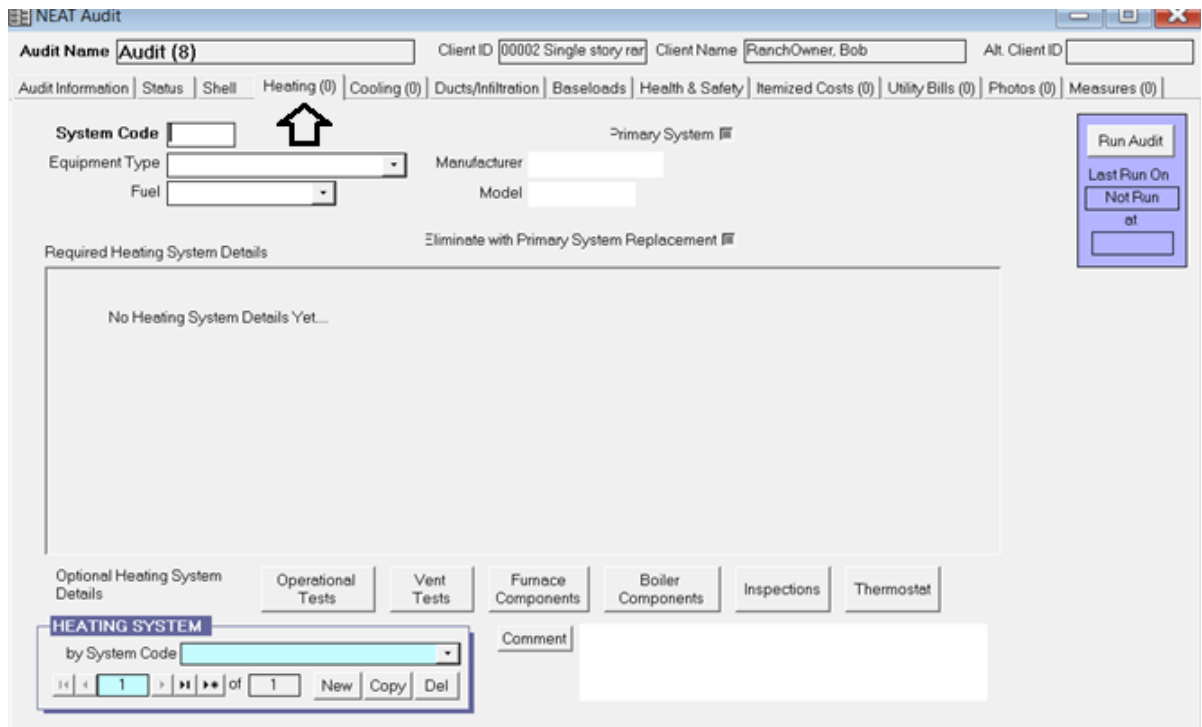 NEAT Audit
Audit Name Audit (8) Client ID 00002 Single story ran Client Name RanchOwner, Bob Alt. Client ID
Audit Information Status Shell Heating (0) Cooling (0) Ducts/Infiltration Baseloads Health & Safety Itemized Costs (0) Utility Bills (0) Photos (0) Measures (0)
System Code Primary System
Run Audit
Equipment Type Manufacturer
Last Run On
Fuel Model
Not Run
at
Eliminate with Primary System Replacement
Required Heating System Details
No Heating System Details Yet....
Optional Heating System
Details
Operational
Tests
Vent
Tests
Furnace
Components
Boiler
Components
Inspections
Thermostat
HEATING SYSTEM
by System Code
1 of 1 New Copy Del
Comment